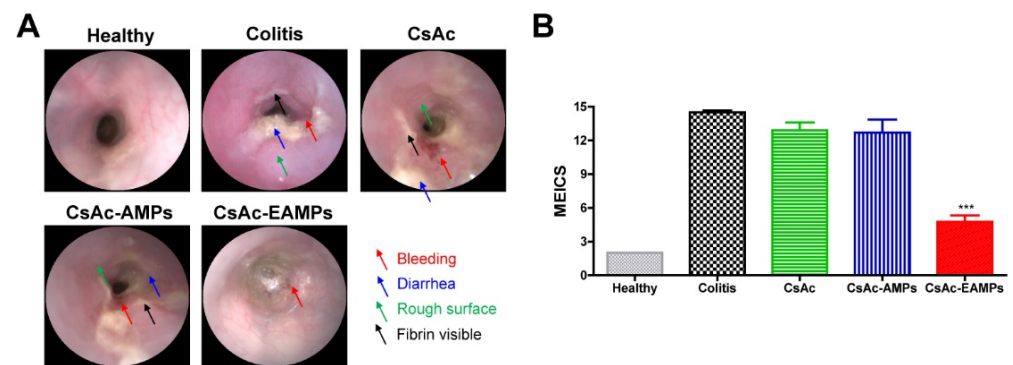 A
Healthy
Colitis
CsAc
CsAc-AMPs
CsAc-EAMPs
Bleeding
Diarrhea
Rough surface
Fibrin visible
B
MEICS
15
12
9
6
3
0
***
Healthy
Colitis
CsAc
CsAc-AMPs
CsAc-EAMPs